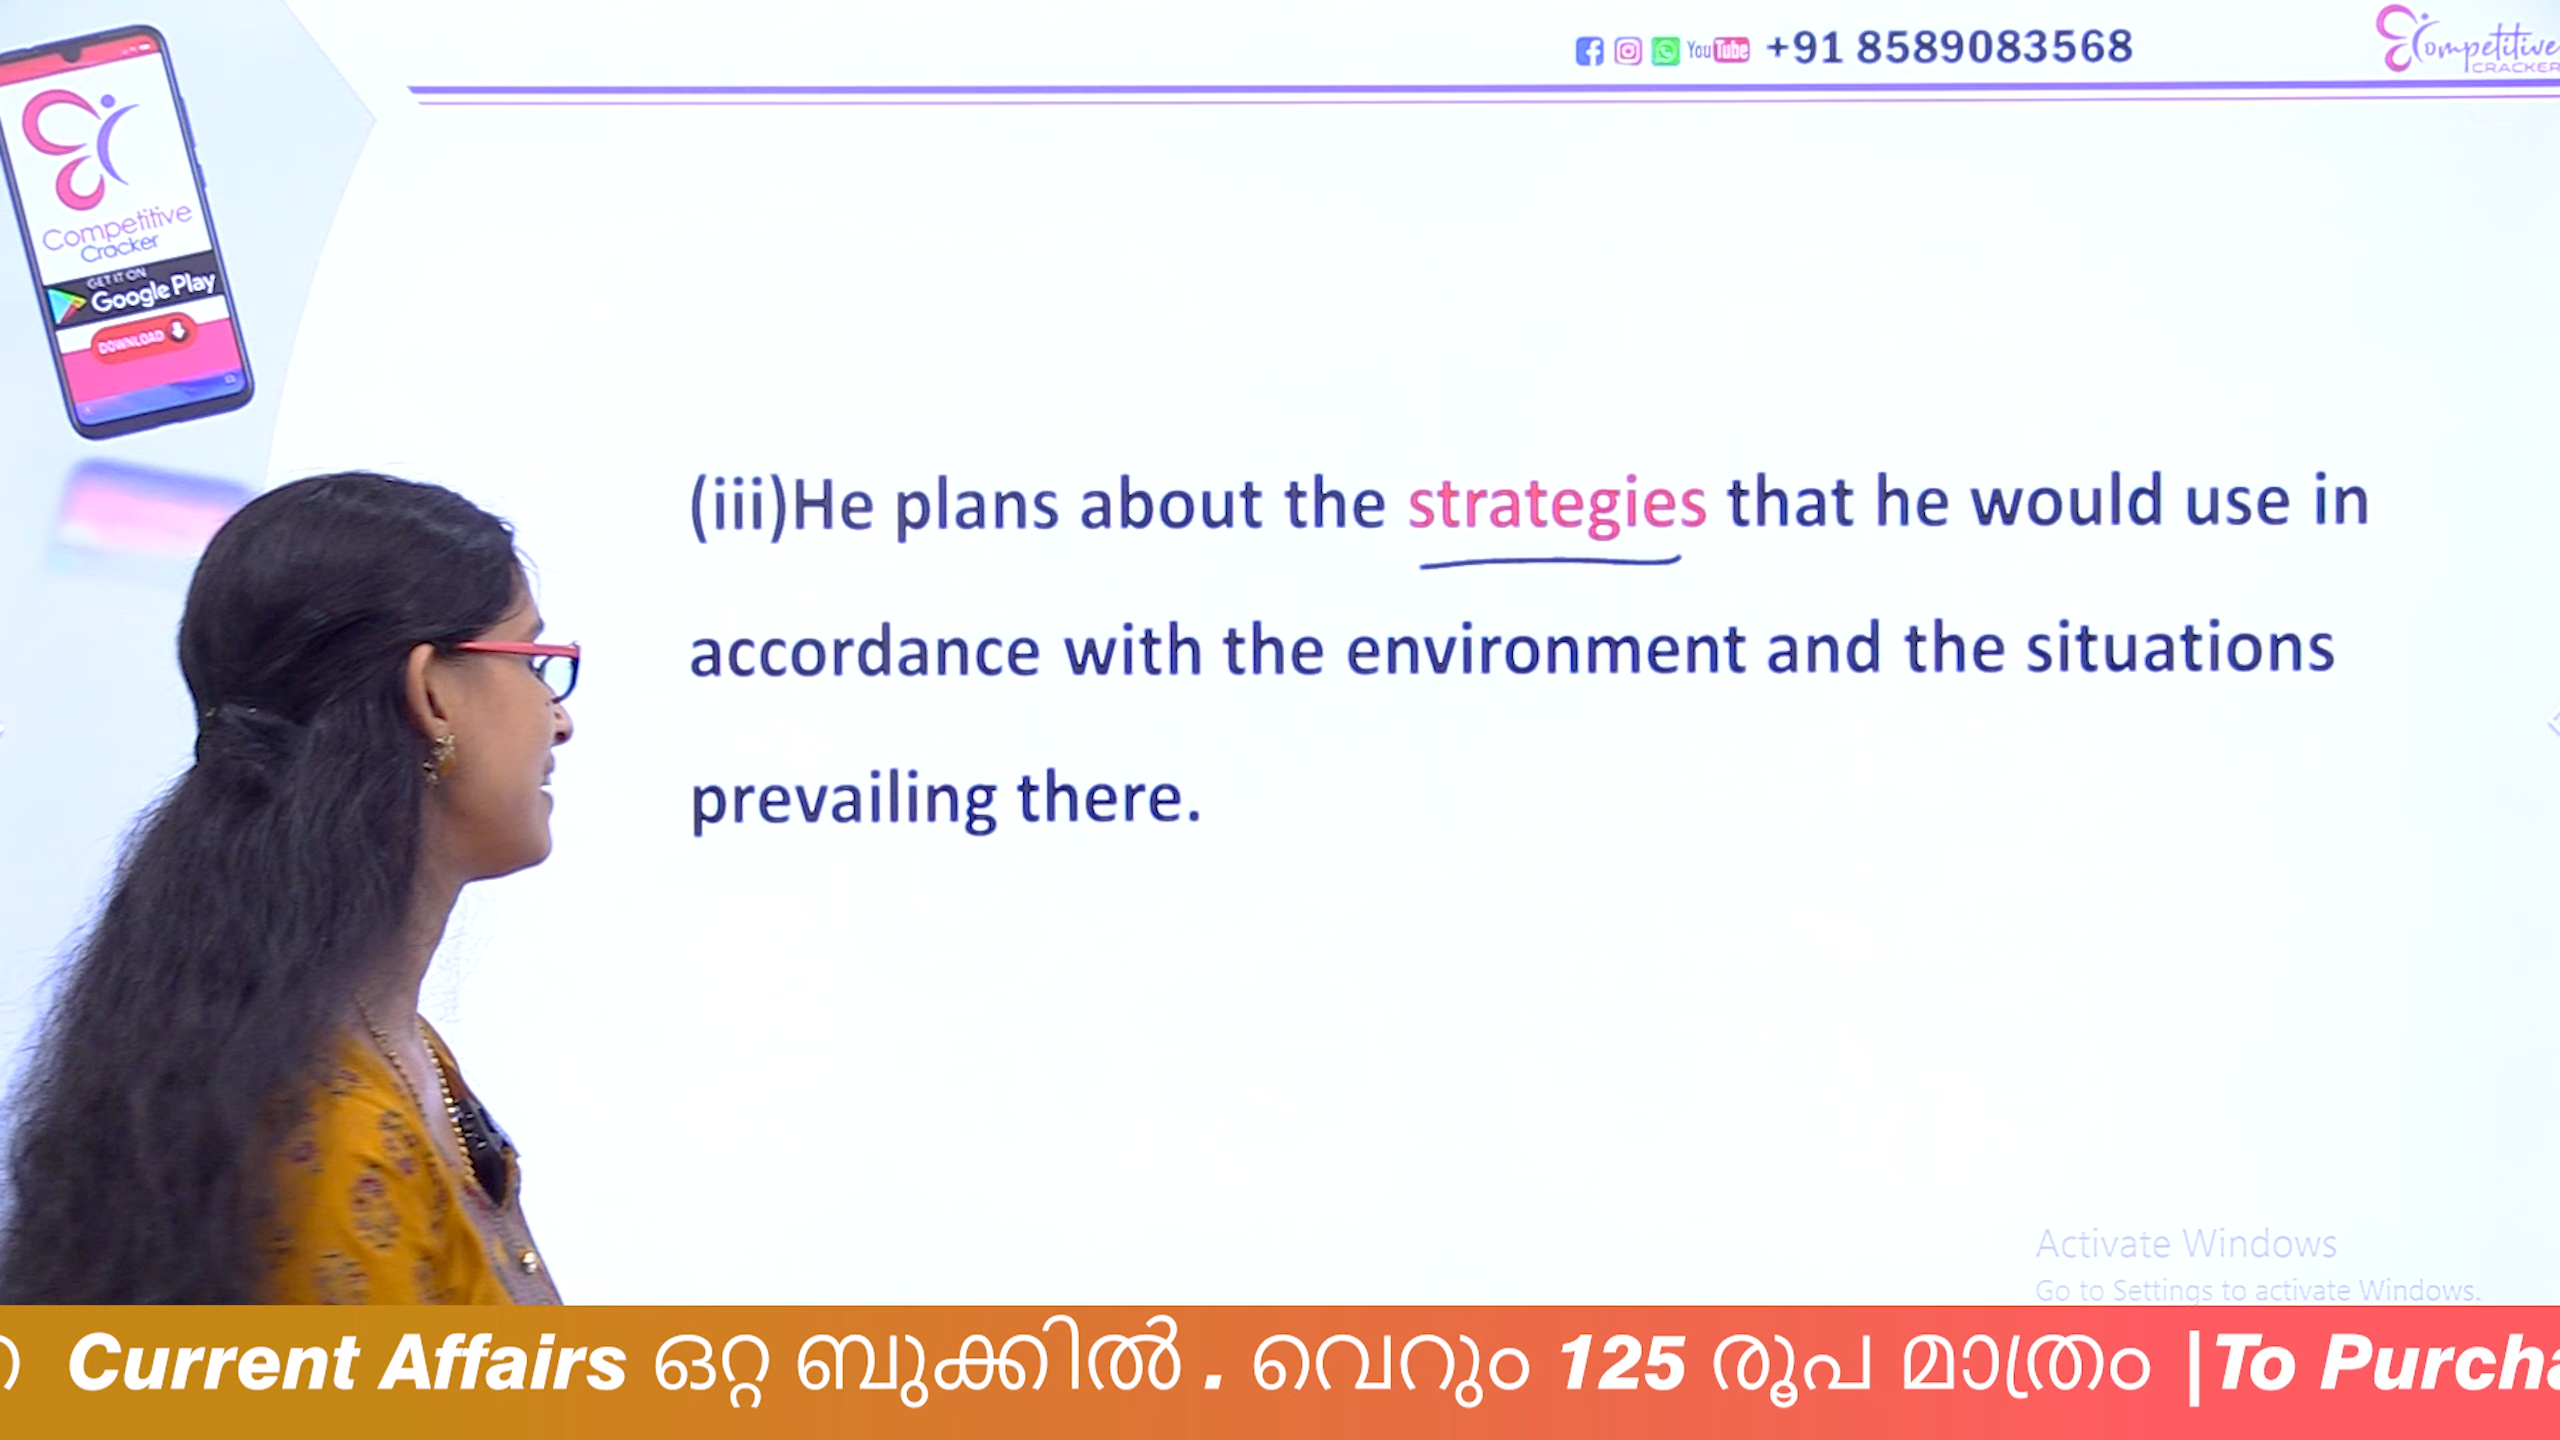 +91 8589083568
You Tube
Competitive
CRACKER
Competitive
Cracker
GET IT ON
Google Play
DOWNLOAD
(iii)He plans about the strategies that he would use in
accordance with the environment and the situations
prevailing there.
Activate Windows
Go to Settings to activate Windows.
Current Affairs ഒറ്റ ബുക്കിൽ . വെറും 125 രൂപ മാത്രം |To Purcha